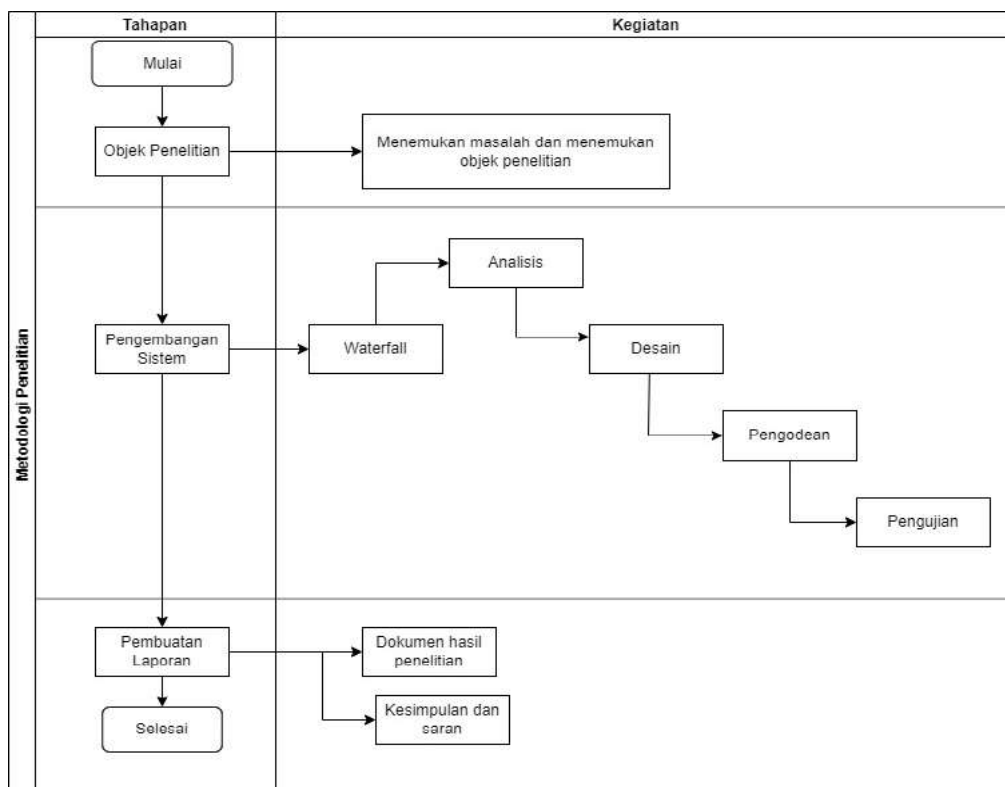 Tahapan
Kegiatan
Metodologi Penelitian
Mulai
Objek Penelitian
Menemukan masalah dan menemukan
objek penelitian
Analisis
Pengembangan
Sistem
Waterfall
Desain
Pengodean
Pengujian
Pembuatan
Laporan
Dokumen hasil
penelitian
Kesimpulan dan
saran
Selesai